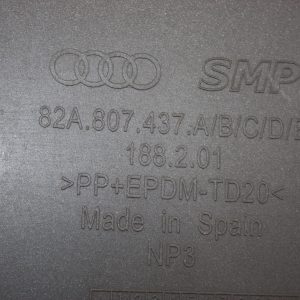 SMP
82A.807.437.A/B/C/D/
188.2.01
>PP+EPDM-TD20<
Made in Spain
NP3